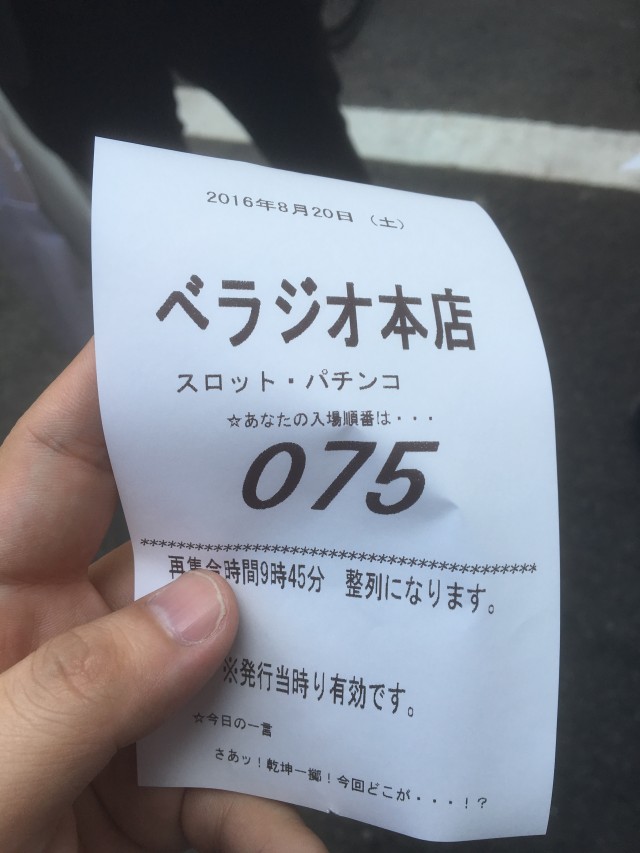 2016年8月20日 (土)
ベラジオ本店
スロット・パチンコ
☆あなたの入場順番は・・・
075
****************************************
再集合時間9時45分 整列になります。
※発行当時り有効です。
☆今日の一言
さあッ!乾坤一擲!今回どこが・・・!?